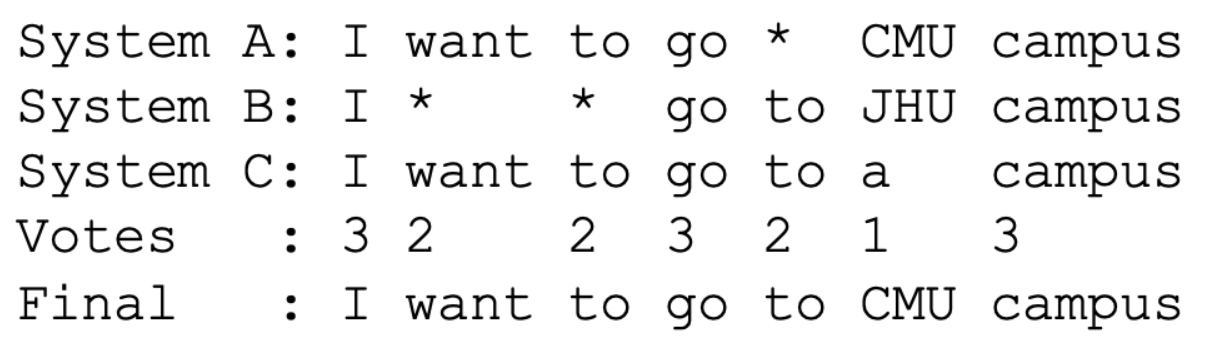 System A: I want to go * CMU campus
System B: I * * go to JHU campus
System C: I want to go to a campus
Votes : 3 2 2 3 2 1 3
Final : I want to go to CMU campus